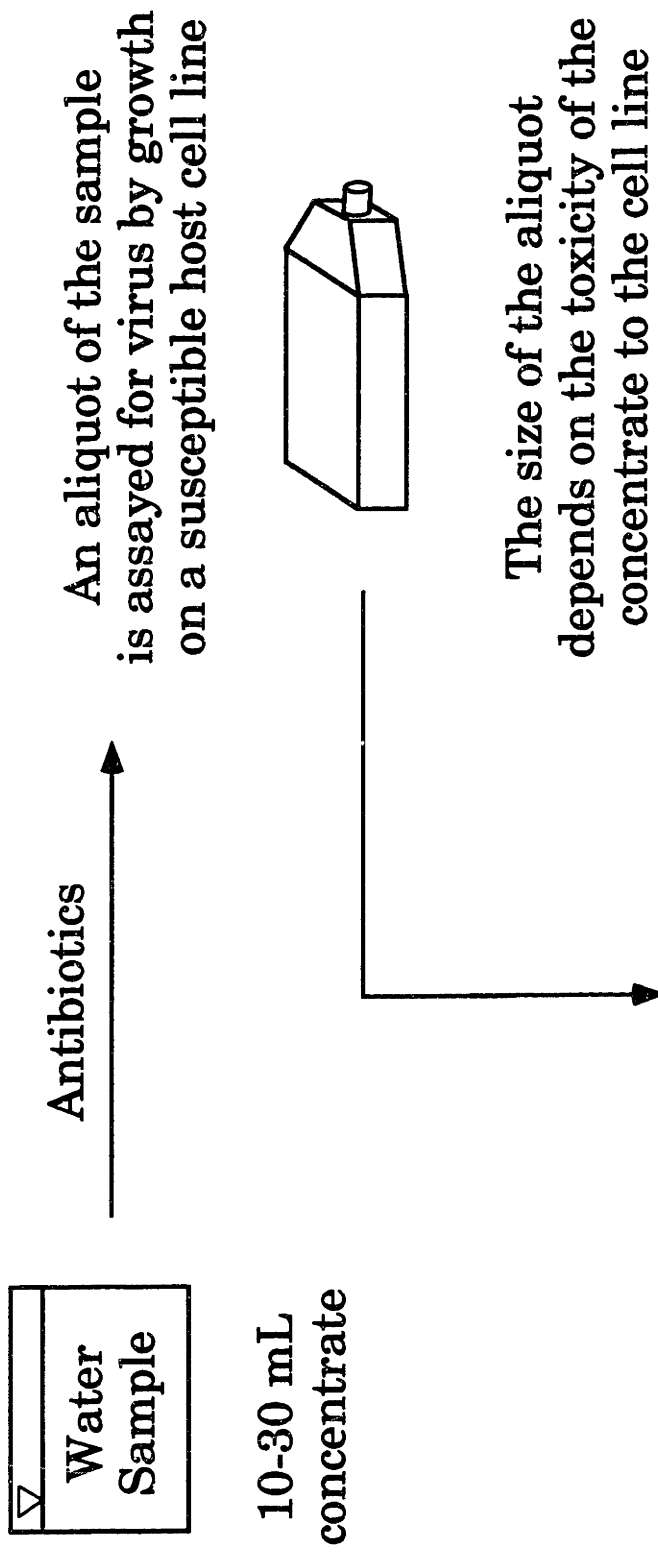 Water
Sample
10-30 mL
concentrate
Antibiotics
An aliquot of the sample
is assayed for virus by growth
on a susceptible host cell line
The size of the aliquot
depends on the toxicity of the
concentrate to the cell line